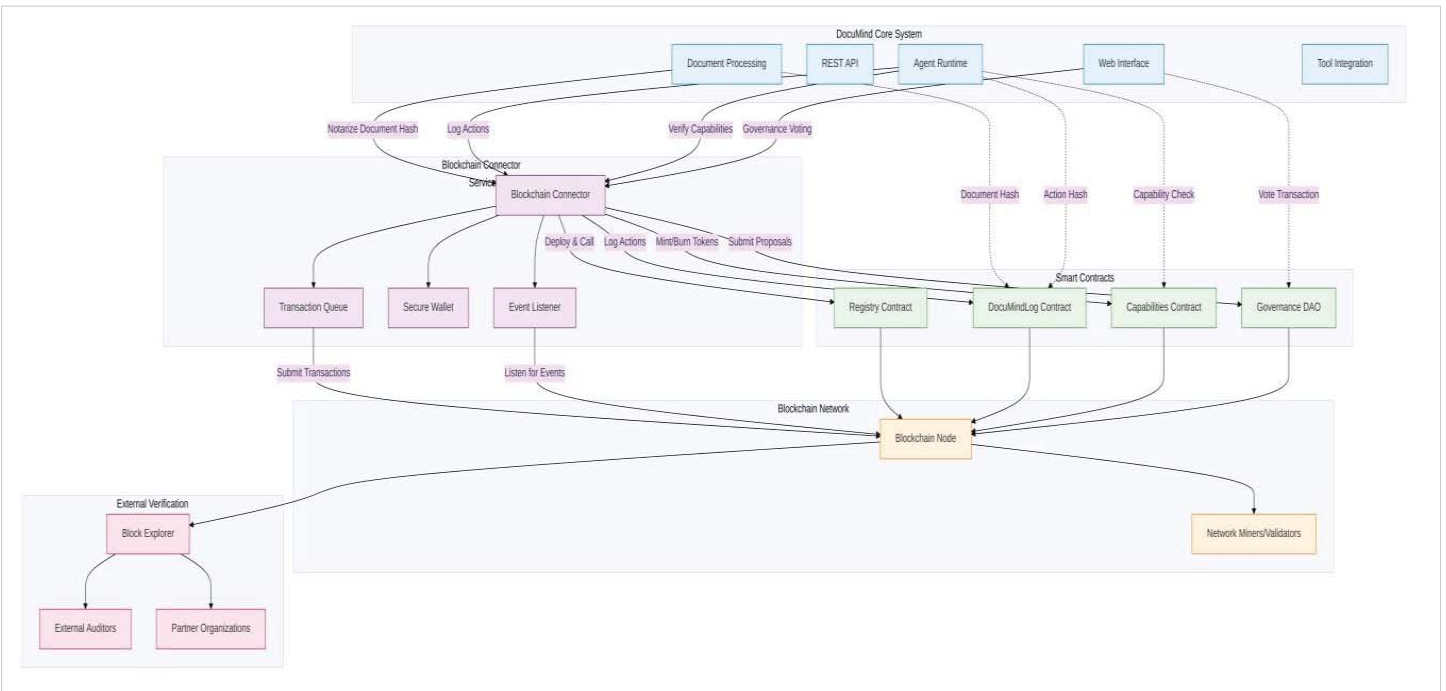 DocuMind Core System
Document Processing
REST API
Agent Runtime
Web Interface
Tool Integration
Notarize Document Hash
Log Actions
Verify Capabilities
Governance Voting
Blockchain Connector
Service
Blockchain Connector
Document Hash
Action Hash
Capability Check
Vote Transaction
Deploy & Call
Log Actions
Mint/Burn Tokens
Submit Proposals
Smart Contracts
Transaction Queue
Secure Wallet
Event Listener
Registry Contract
DocuMindLog Contract
Capabilities Contract
Governance DAO
Submit Transactions
Listen for Events
Blockchain Network
Blockchain Node
External Verification
Block Explorer
Network Miners/Validators
External Auditors
Partner Organizations